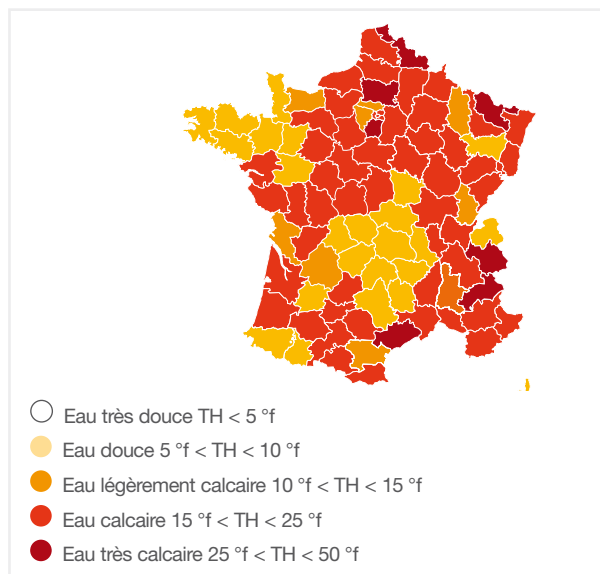 Eau très douce TH < 5 °f
Eau douce 5 °f < TH < 10 °f
Eau légèrement calcaire 10 °f < TH < 15 °f
Eau calcaire 15 °f < TH < 25 °f
Eau très calcaire 25 °f < TH < 50 °f